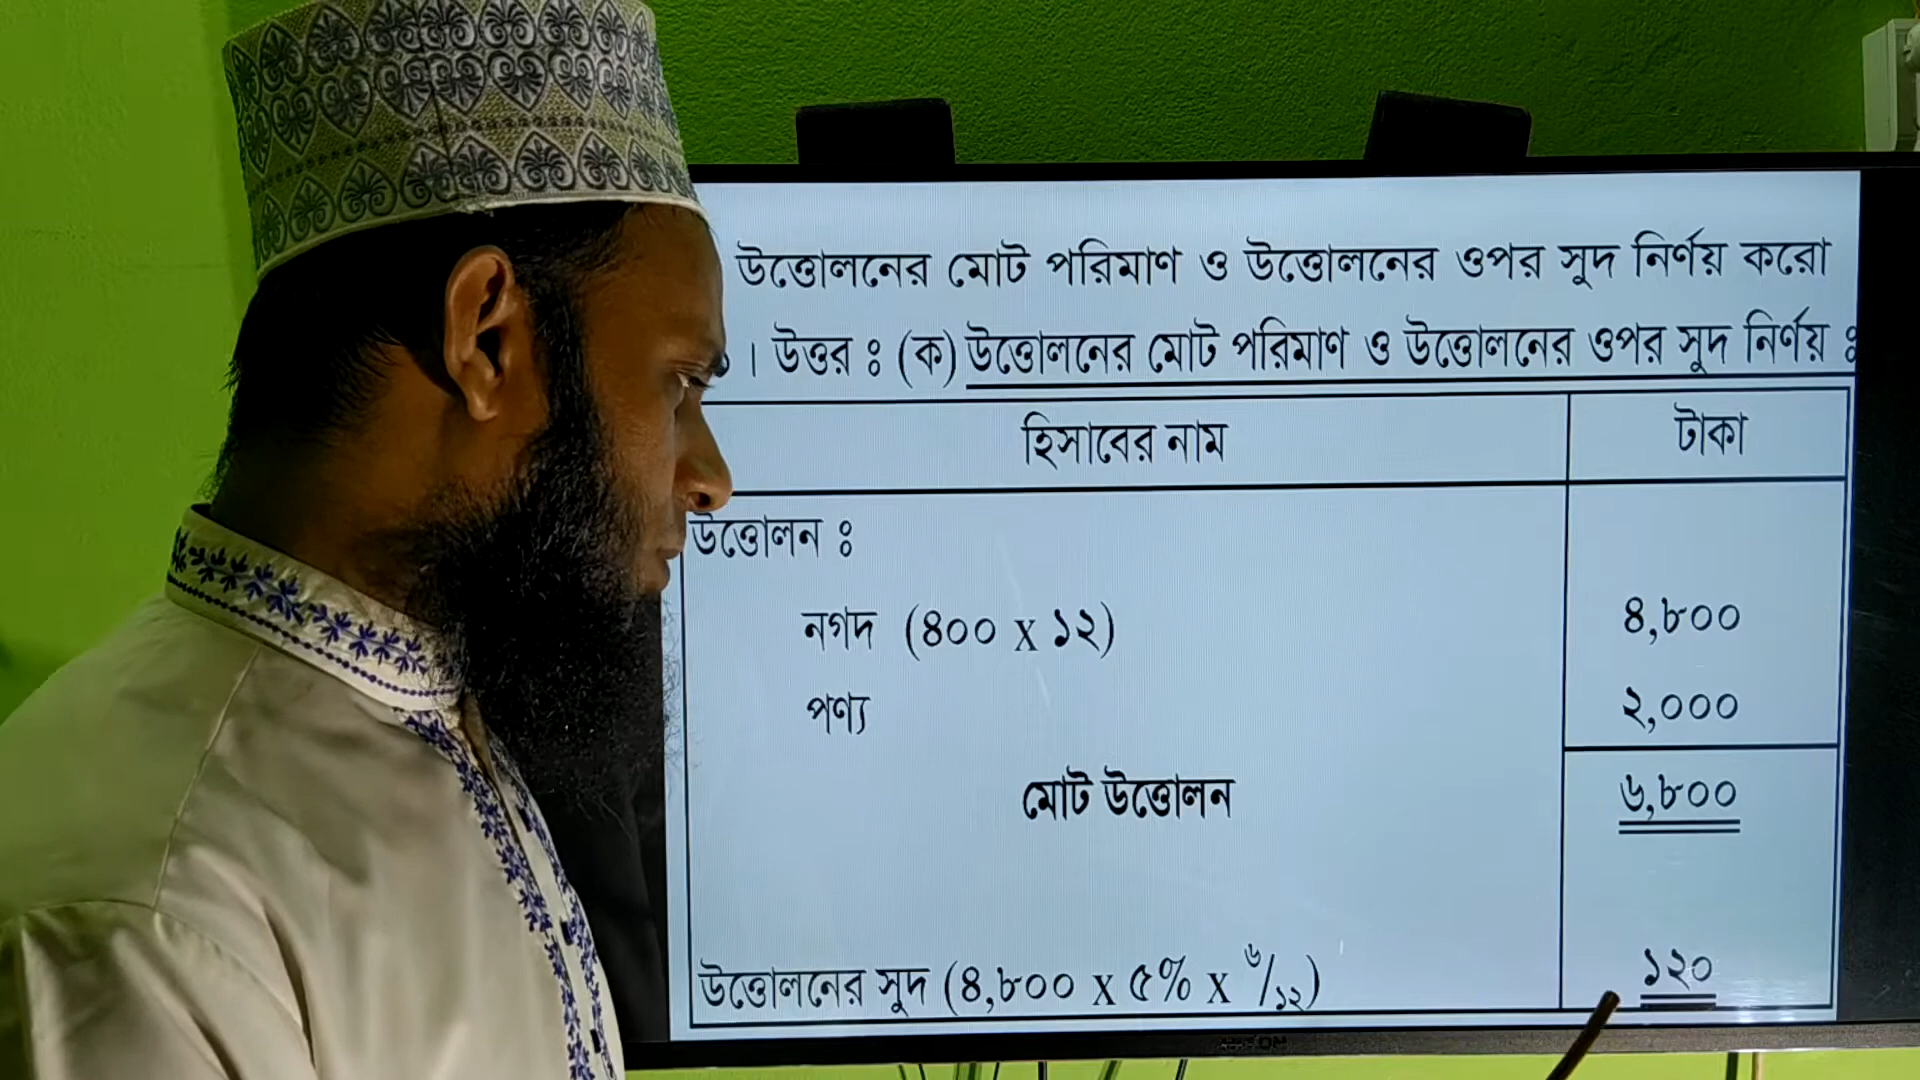 উত্তোলনের মোট পরিমাণ ও উত্তোলনের ওপর সুদ নির্ণয় করো
। উত্তর ঃ (ক) উত্তোলনের মোট পরিমাণ ও উত্তোলনের ওপর সুদ নির্ণয় ঃ
হিসাবের নাম টাকা
উত্তোলন ঃ
নগদ (৪০০ x ১২) ৪,৮০০
পণ্য ২,০০০
মোট উত্তোলন ৬,৮০০
উত্তোলনের সুদ (৪,৮০০ x ৫% x ৬/১২) ১২০